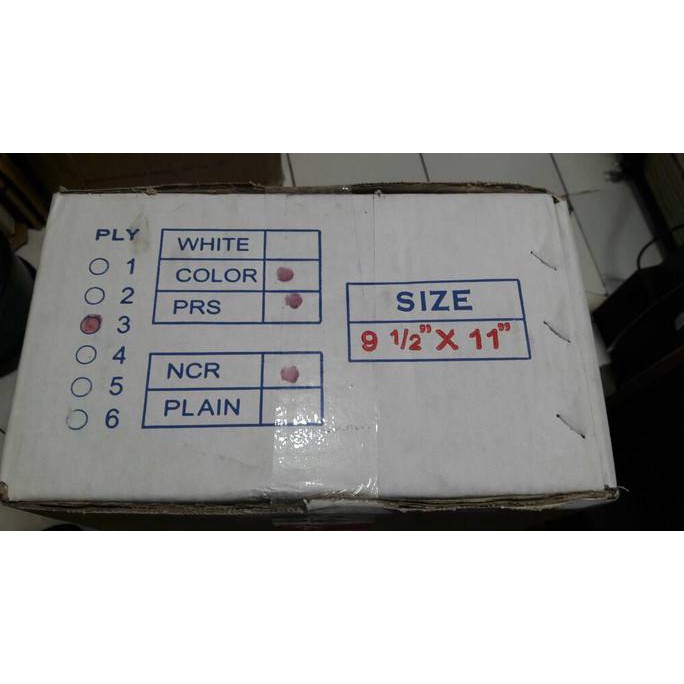 PLY
1
2
3
4
5
6
WHITE
COLOR
PRS
NCR
PLAIN
SIZE
9 1/2" X 11"